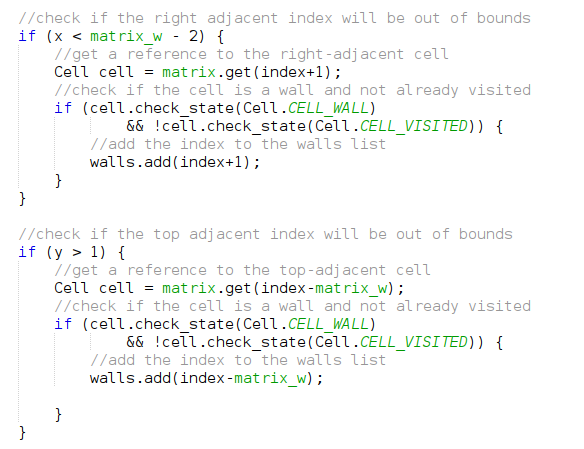 //check if the right adjacent index will be out of bounds
if (x < matrix_w - 2) {
    //get a reference to the right-adjacent cell
    Cell cell = matrix.get(index+1);
    //check if the cell is a wall and not already visited
    if (cell.check_state(Cell.CELL_WALL)
            && !cell.check_state(Cell.CELL_VISITED)) {
        //add the index to the walls list
        walls.add(index+1);
    }
}

//check if the top adjacent index will be out of bounds
if (y > 1) {
    //get a reference to the top-adjacent cell
    Cell cell = matrix.get(index-matrix_w);
    //check if the cell is a wall and not already visited
    if (cell.check_state(Cell.CELL_WALL)
            && !cell.check_state(Cell.CELL_VISITED)) {
        //add the index to the walls list
        walls.add(index-matrix_w);

    }
}